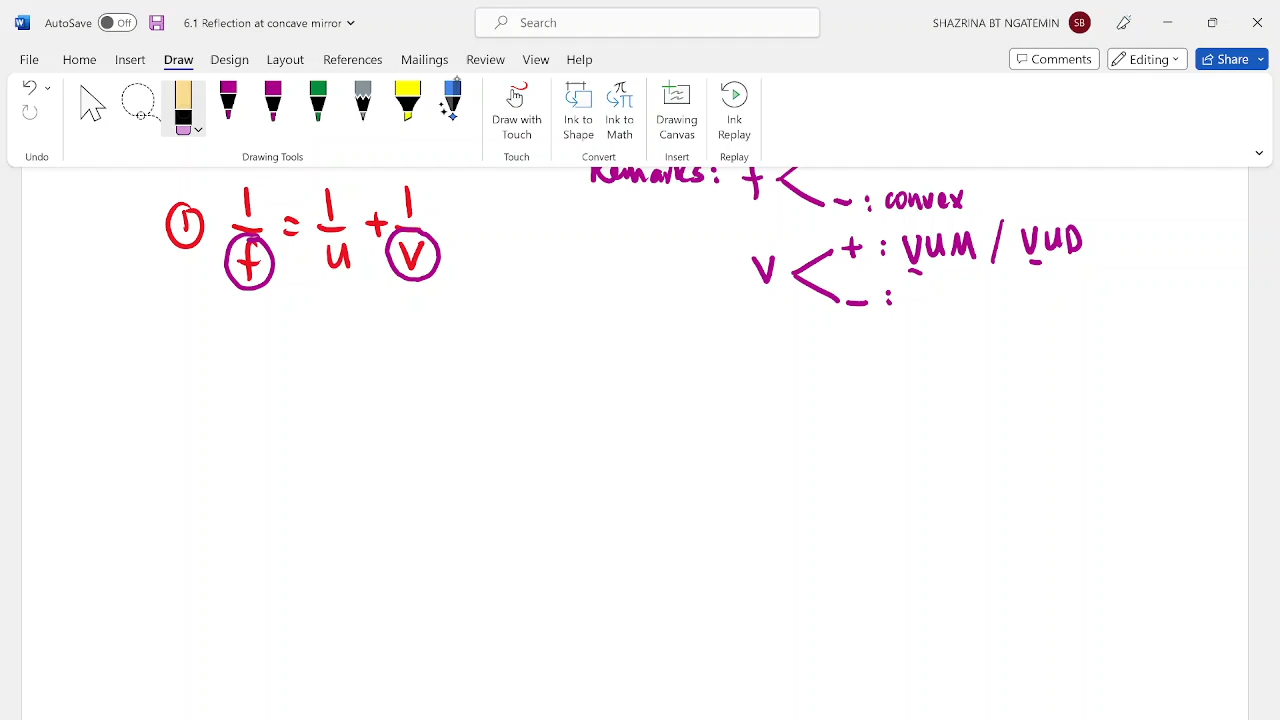 AutoSave Off 6.1 Reflection at concave mirror Search SHAZRINA BT NGATEMIN SB
File Home Insert Draw Design Layout References Mailings Review View Help Comments Editing Share
Draw with Touch Ink to Shape Ink to Math Drawing Canvas Ink Replay
Undo Drawing Tools Touch Convert Insert Replay
Remarks: f
- : convex
① 1/f = 1/u + 1/v
v + : VUM / VUD
- :